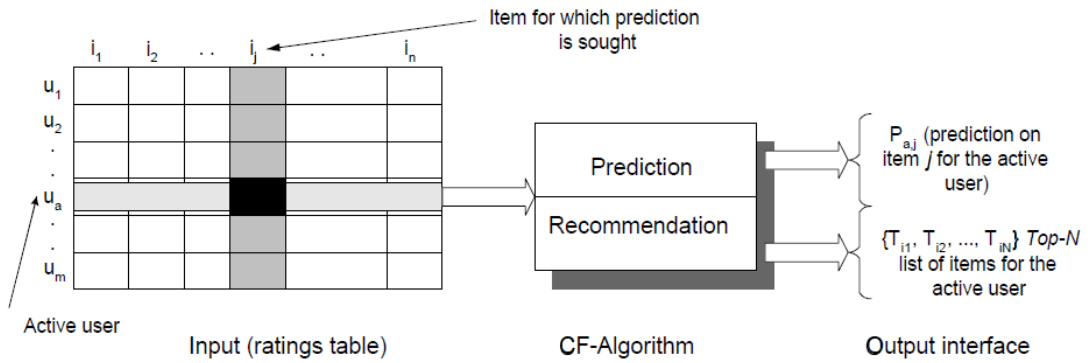 Item for which prediction
is sought
i1 i2 . . ij . . in
u1
u2
.
.
ua
.
.
um
Active user
Input (ratings table)
Prediction
Recommendation
CF-Algorithm
Pa,j (prediction on
item j for the active
user)
{Ti1, Ti2, ..., TiN} Top-N
list of items for the
active user
Output interface